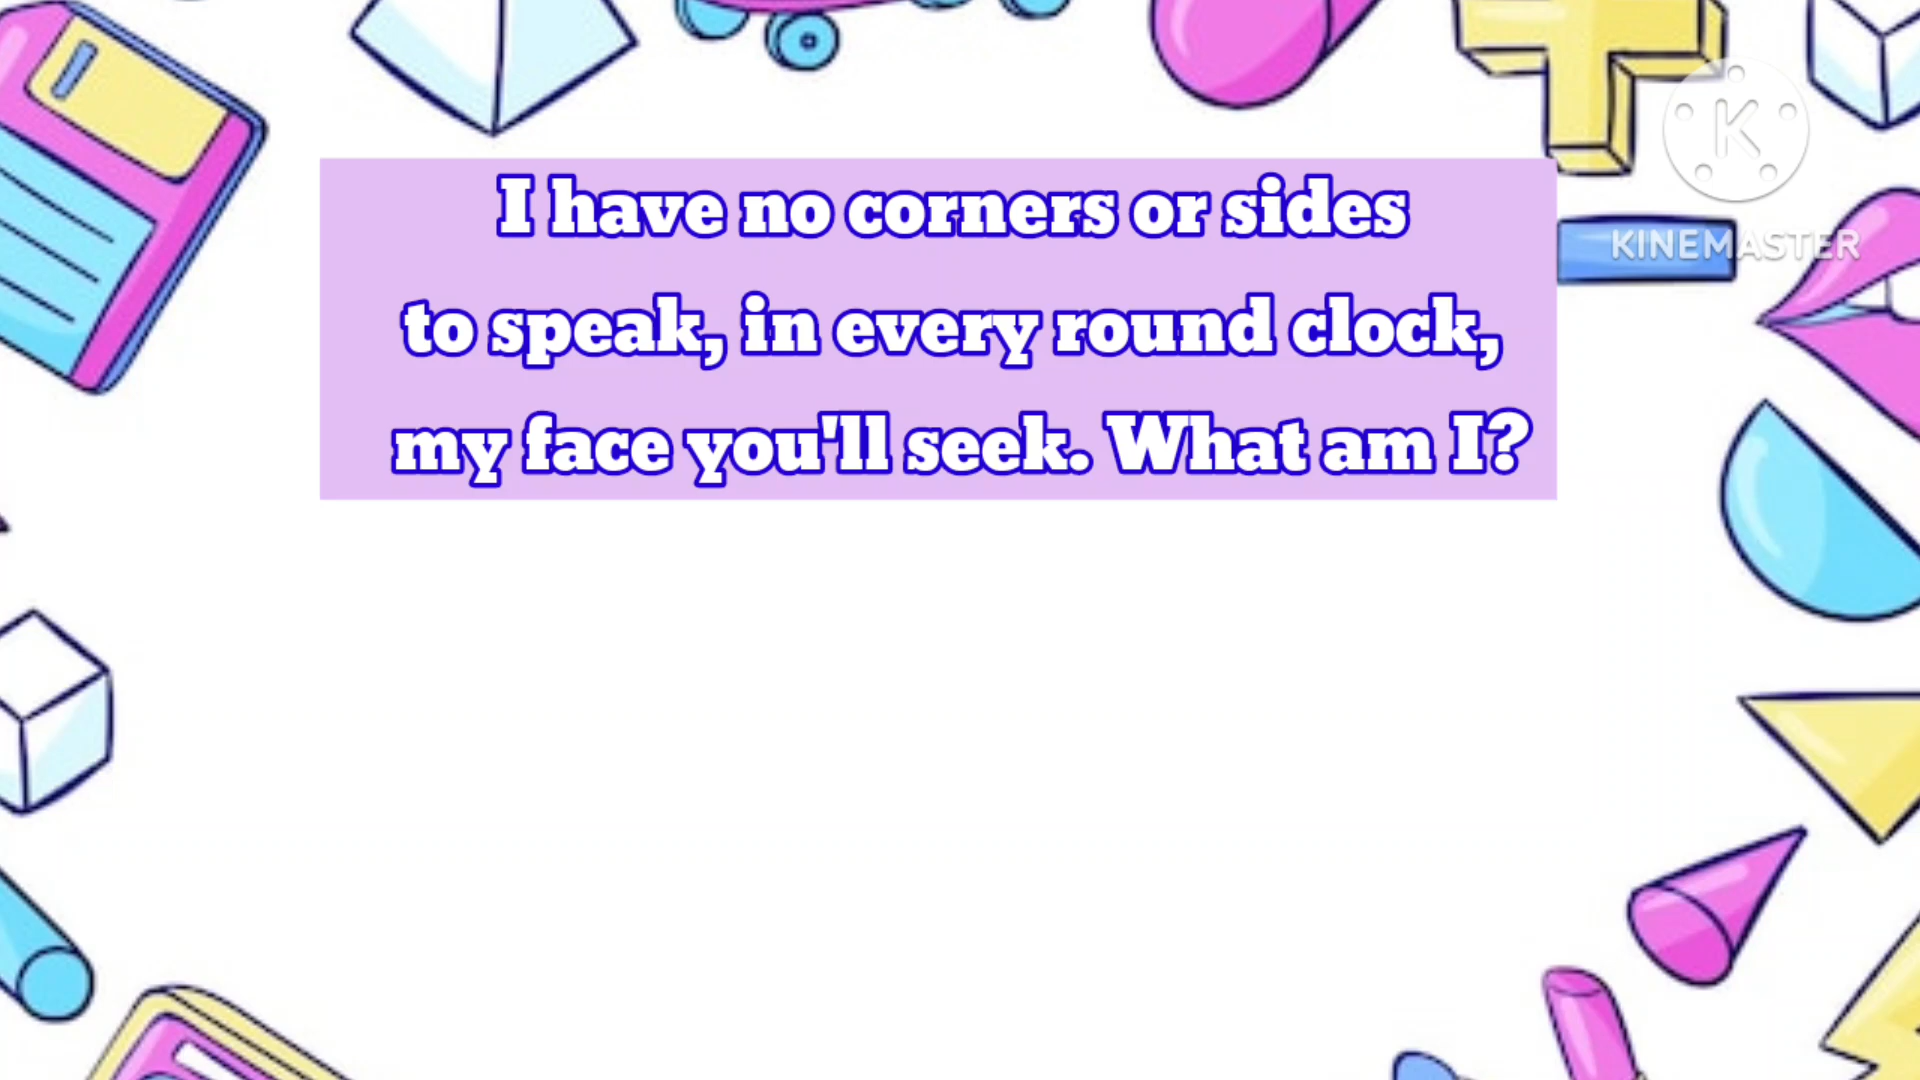 I have no corners or sides
to speak, in every round clock,
my face you'll seek. What am I?
K
KINEMASTER